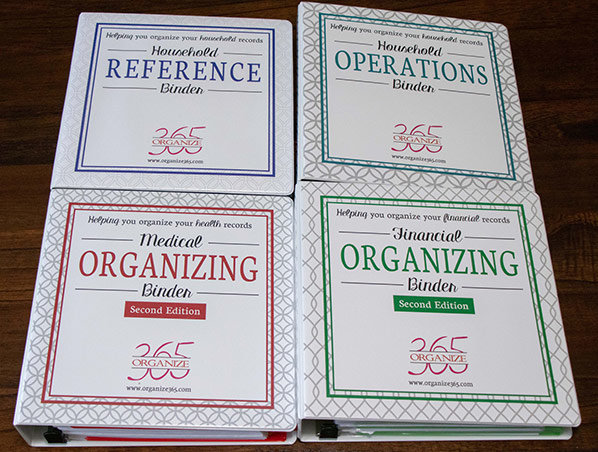 Helping you organize your household records
Household
REFERENCE
Binder
365
ORGANIZE
www.organize365.com
Helping you organize your household records
Household
OPERATIONS
Binder
365
ORGANIZE
www.organize365.com
Helping you organize your health records
Medical
ORGANIZING
Binder
Second Edition
365
ORGANIZE
www.organize365.com
Helping you organize your financial records
Financial
ORGANIZING
Binder
Second Edition
365
ORGANIZE
www.organize365.com